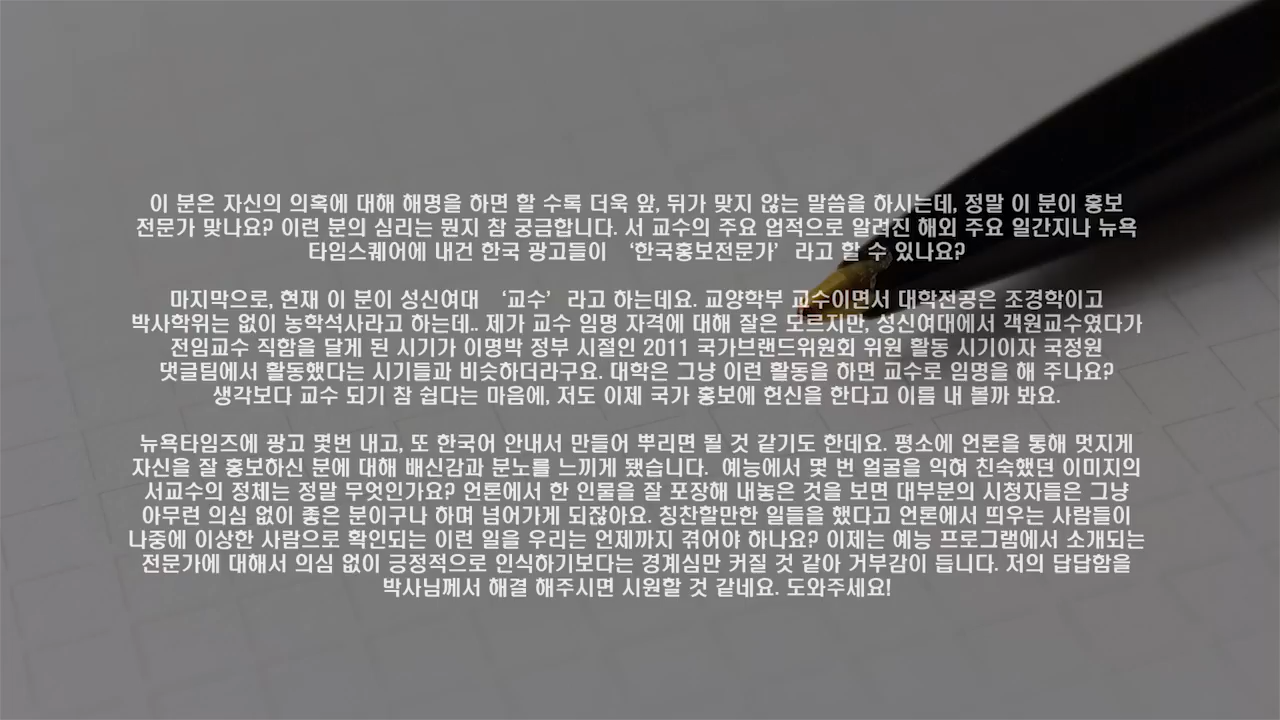 이 분은 자신의 의혹에 대해 해명을 하면 할 수록 더욱 앞, 뒤가 맞지 않는 말씀을 하시는데, 정말 이 분이 홍보
전문가 맞나요? 이런 분의 심리는 뭔지 참 궁금합니다. 서 교수의 주요 업적으로 알려진 해외 주요 일간지나 뉴욕
타임스퀘어에 내건 한국 광고들이 ‘한국홍보전문가’ 라고 할 수 있나요?
마지막으로, 현재 이 분이 성신여대 ‘교수’ 라고 하는데요. 교양학부 교수이면서 대학전공은 조경학이고
박사학위는 없이 농학석사라고 하는데.. 제가 교수 임명 자격에 대해 잘은 모르지만, 성신여대에서 객원교수였다가
전임교수 직함을 달게 된 시기가 이명박 정부 시절인 2011 국가브랜드위원회 위원 활동 시기이자 국정원
댓글팀에서 활동했다는 시기들과 비슷하더라구요. 대학은 그냥 이런 활동을 하면 교수로 임명을 해 주나요?
생각보다 교수 되기 참 쉽다는 마음에, 저도 이제 국가 홍보에 헌신을 한다고 이름 내 볼까 봐요.
뉴욕타임즈에 광고 몇번 내고, 또 한국어 안내서 만들어 뿌리면 될 것 같기도 한데요. 평소에 언론을 통해 멋지게
자신을 잘 홍보하신 분에 대해 배신감과 분노를 느끼게 됐습니다. 예능에서 몇 번 얼굴을 익혀 친숙했던 이미지의
서교수의 정체는 정말 무엇인가요? 언론에서 한 인물을 잘 포장해 내놓은 것을 보면 대부분의 시청자들은 그냥
아무런 의심 없이 좋은 분이구나 하며 넘어가게 되잖아요. 칭찬할만한 일들을 했다고 언론에서 띄우는 사람들이
나중에 이상한 사람으로 확인되는 이런 일을 우리는 언제까지 겪어야 하나요? 이제는 예능 프로그램에서 소개되는
전문가에 대해서 의심 없이 긍정적으로 인식하기보다는 경계심만 커질 것 같아 거부감이 듭니다. 저의 답답함을
박사님께서 해결 해주시면 시원할 것 같네요. 도와주세요!